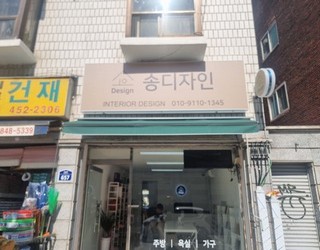 Design
송디자인
INTERIOR DESIGN 010-9110-1345
건재
452-2306
848-5339
657
주방 | 욕실 | 가구